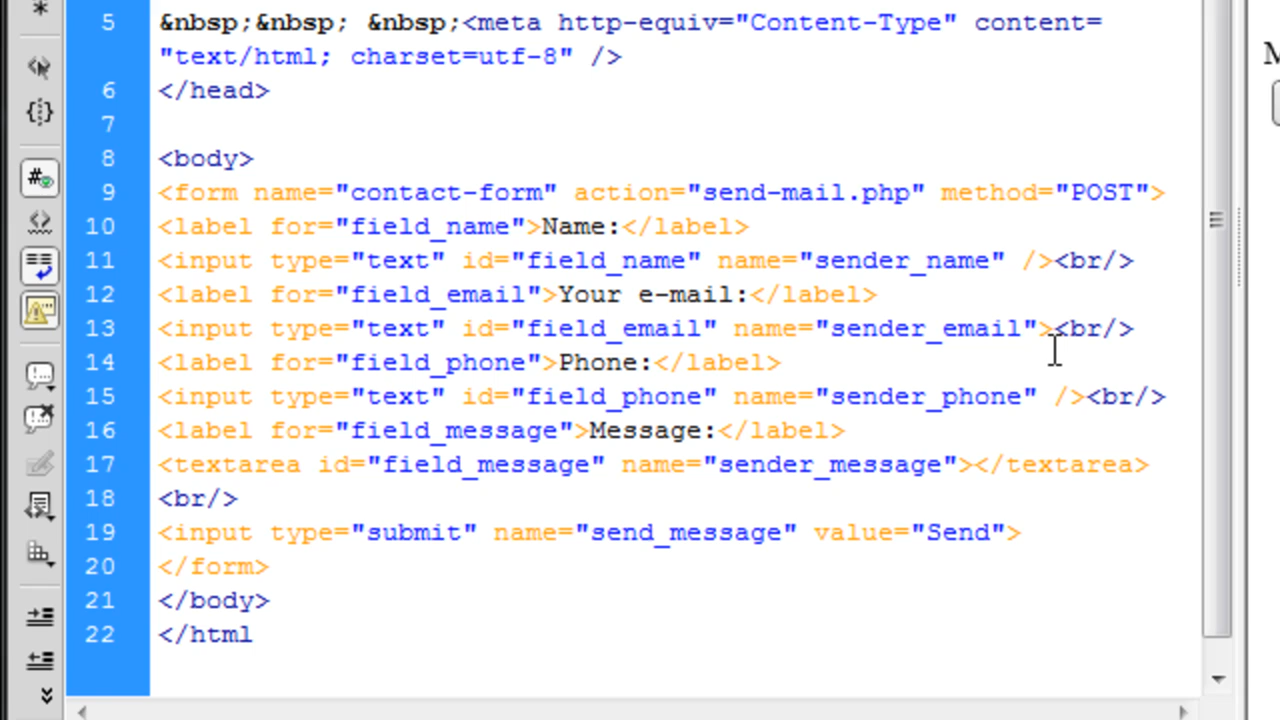 5 &nbsp;&nbsp; &nbsp;<meta http-equiv="Content-Type" content=
"text/html; charset=utf-8" />
6 </head>
7
8 <body>
9 <form name="contact-form" action="send-mail.php" method="POST">
10 <label for="field_name">Name:</label>
11 <input type="text" id="field_name" name="sender_name" /><br/>
12 <label for="field_email">Your e-mail:</label>
13 <input type="text" id="field_email" name="sender_email"><br/>
14 <label for="field_phone">Phone:</label>
15 <input type="text" id="field_phone" name="sender_phone" /><br/>
16 <label for="field_message">Message:</label>
17 <textarea id="field_message" name="sender_message"></textarea>
18 <br/>
19 <input type="submit" name="send_message" value="Send">
20 </form>
21 </body>
22 </html